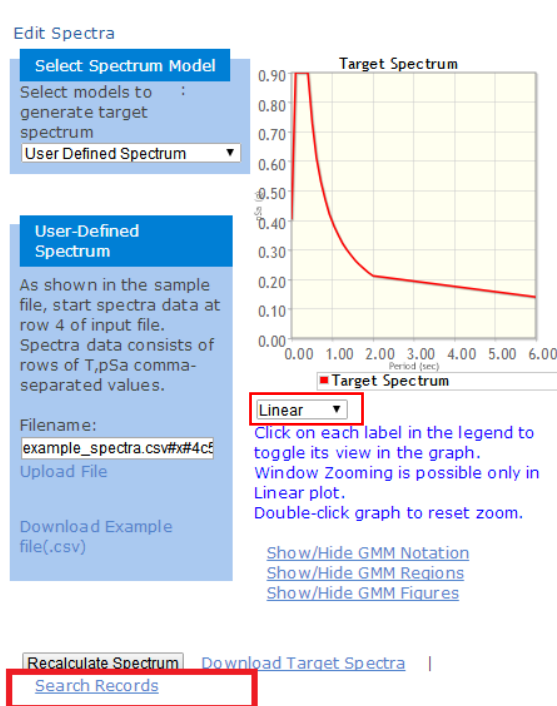 Edit Spectra
Select Spectrum Model
Select models to :
generate target
spectrum
User Defined Spectrum ▼
User-Defined
Spectrum
As shown in the sample
file, start spectra data at
row 4 of input file.
Spectra data consists of
rows of T,pSa comma-
separated values.
Filename:
example_spectra.csv#x#4c5
Upload File
Download Example
file(.csv)
Target Spectrum
0.90
0.80
0.70
0.60
0.50
0.40
0.30
0.20
0.10
0.00
pSa (g)
0.00 1.00 2.00 3.00 4.00 5.00 6.00
Period (sec)
Target Spectrum
Linear ▼
Click on each label in the legend to
toggle its view in the graph.
Window Zooming is possible only in
Linear plot.
Double-click graph to reset zoom.
Show/Hide GMM Notation
Show/Hide GMM Regions
Show/Hide GMM Figures
Recalculate Spectrum Download Target Spectra |
Search Records